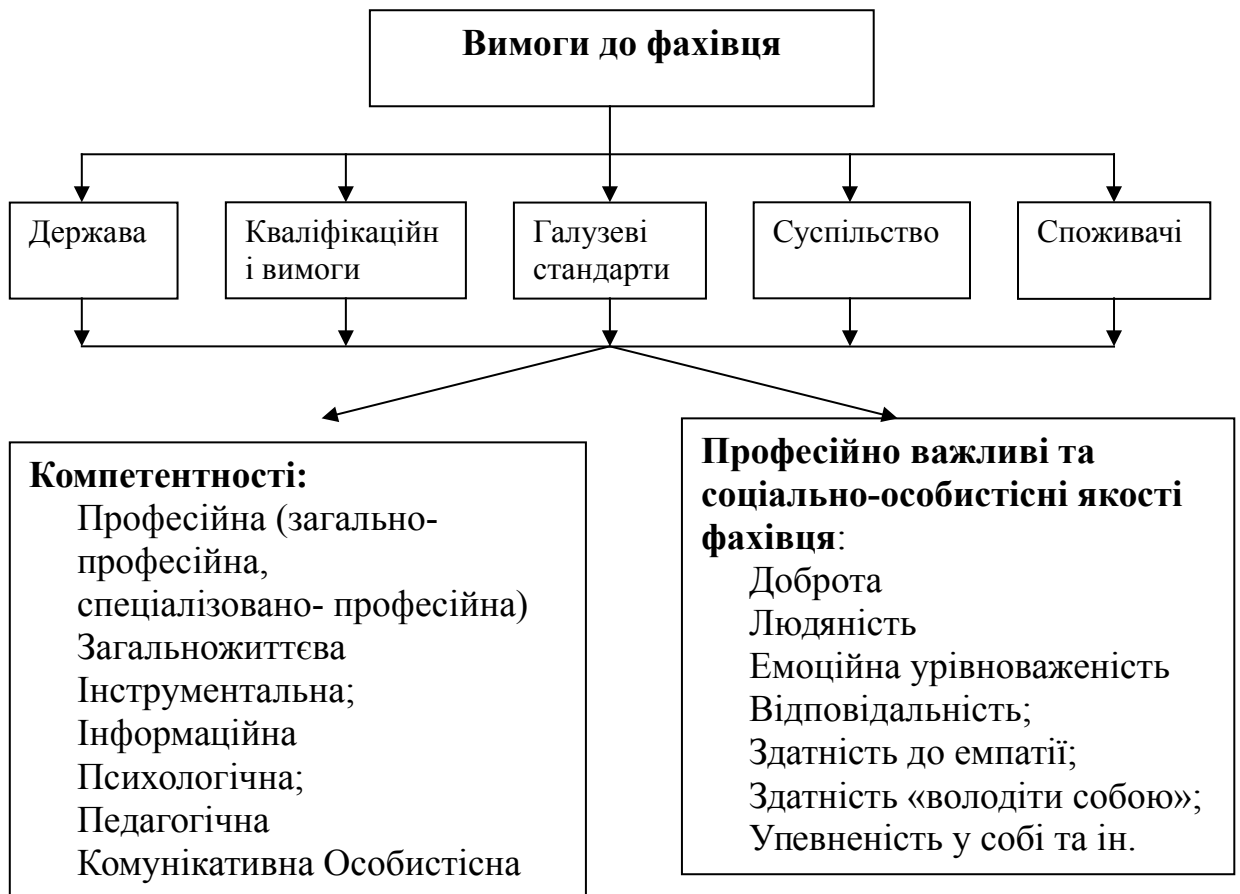 Вимоги до фахівця
Держава
Кваліфікаційн
і вимоги
Галузеві
стандарти
Суспільство
Споживачі
Компетентності:
Професійна (загально-
професійна,
спеціалізовано- професійна)
Загальножиттєва
Інструментальна;
Інформаційна
Психологічна;
Педагогічна
Комунікативна Особистісна
Професійно важливі та
соціально-особистісні якості
фахівця:
Доброта
Людяність
Емоційна урівноваженість
Відповідальність;
Здатність до емпатії;
Здатність «володіти собою»;
Упевненість у собі та ін.